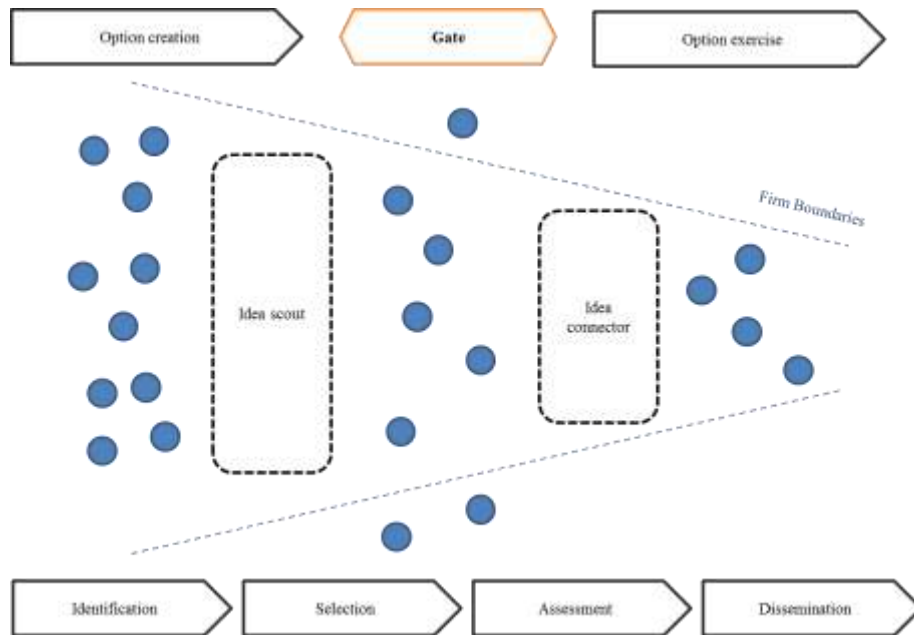 Option creation
Gate
Option exercise
Firm Boundaries
Idea scout
Idea
connector
Identification
Selection
Assessment
Dissemination